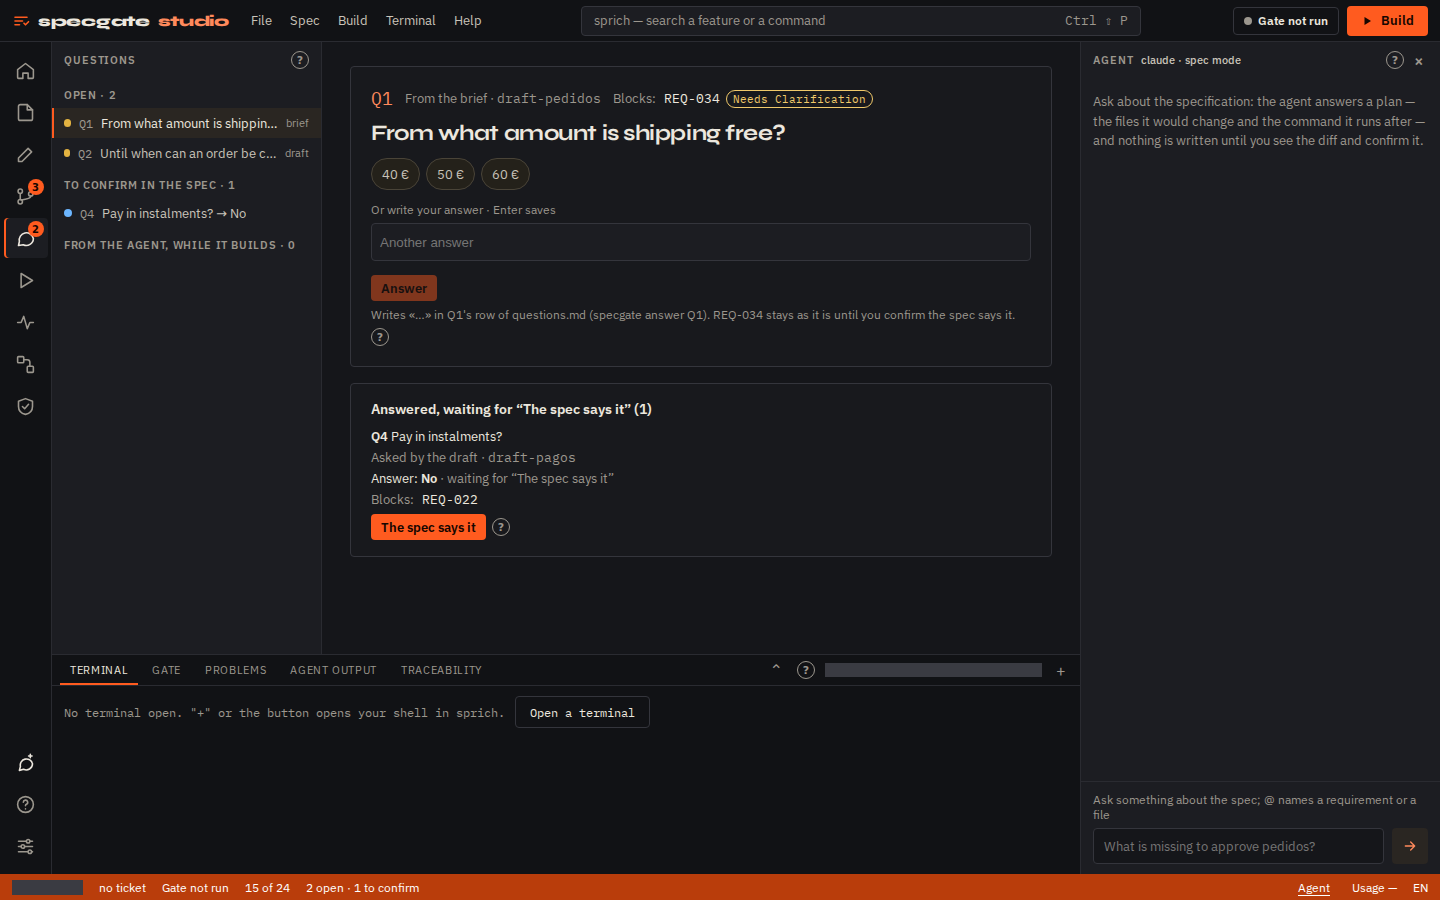 specgate studio File Spec Build Terminal Help sprich — search a feature or a command Ctrl ⇧ P Gate not run Build
QUESTIONS ?
OPEN · 2
Q1 From what amount is shippin... brief
Q2 Until when can an order be c... draft
TO CONFIRM IN THE SPEC · 1
Q4 Pay in instalments? → No
FROM THE AGENT, WHILE IT BUILDS · 0
3
2
Q1 From the brief · draft-pedidos Blocks: REQ-034 Needs Clarification
From what amount is shipping free?
40 € 50 € 60 €
Or write your answer · Enter saves
Another answer
Answer
Writes «…» in Q1's row of questions.md (specgate answer Q1). REQ-034 stays as it is until you confirm the spec says it.
?
Answered, waiting for “The spec says it” (1)
Q4 Pay in instalments?
Asked by the draft · draft-pagos
Answer: No · waiting for “The spec says it”
Blocks: REQ-022
The spec says it ?
AGENT claude · spec mode ? ×
Ask about the specification: the agent answers a plan —
the files it would change and the command it runs after —
and nothing is written until you see the diff and confirm it.
TERMINAL GATE PROBLEMS AGENT OUTPUT TRACEABILITY ^ ? +
No terminal open. "+" or the button opens your shell in sprich. Open a terminal
Ask something about the spec; @ names a requirement or a
file
What is missing to approve pedidos? →
no ticket Gate not run 15 of 24 2 open · 1 to confirm Agent Usage — EN